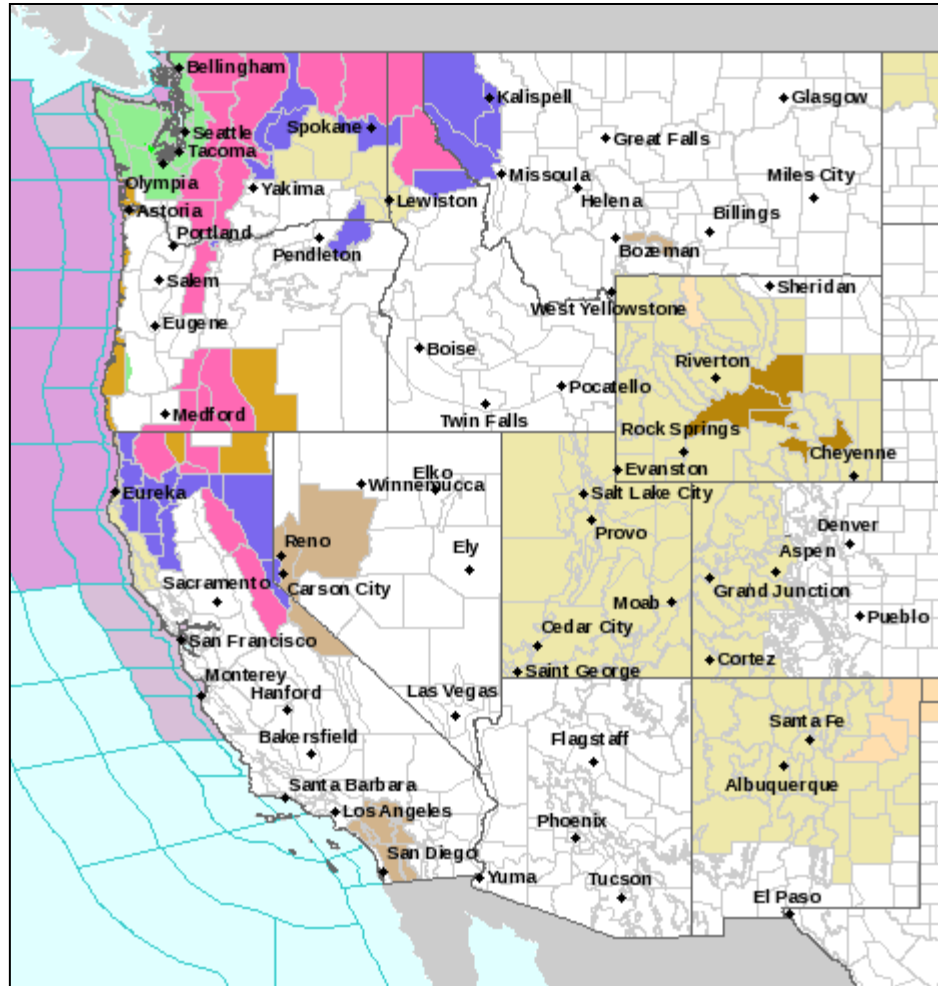 Bellingham
Kalispell
Glasgow
Seattle
Spokane
Great Falls
Tacoma
Olympia
Missoula
Miles City
Yakima
Helena
Lewiston
Astoria
Billings
Portland
Pendleton
Bozeman
Salem
Sheridan
West Yellowstone
Eugene
Boise
Riverton
Pocatello
Medford
Twin Falls
Rock Springs
Cheyenne
Evanston
Elko
Winnemucca
Eureka
Salt Lake City
Provo
Denver
Reno
Ely
Aspen
Sacramento
Carson City
Grand Junction
Moab
Pueblo
Cedar City
San Francisco
Cortez
Saint George
Monterey
Hanford
Las Vegas
Santa Fe
Bakersfield
Flagstaff
Albuquerque
Santa Barbara
Los Angeles
Phoenix
San Diego
Yuma
Tucson
El Paso